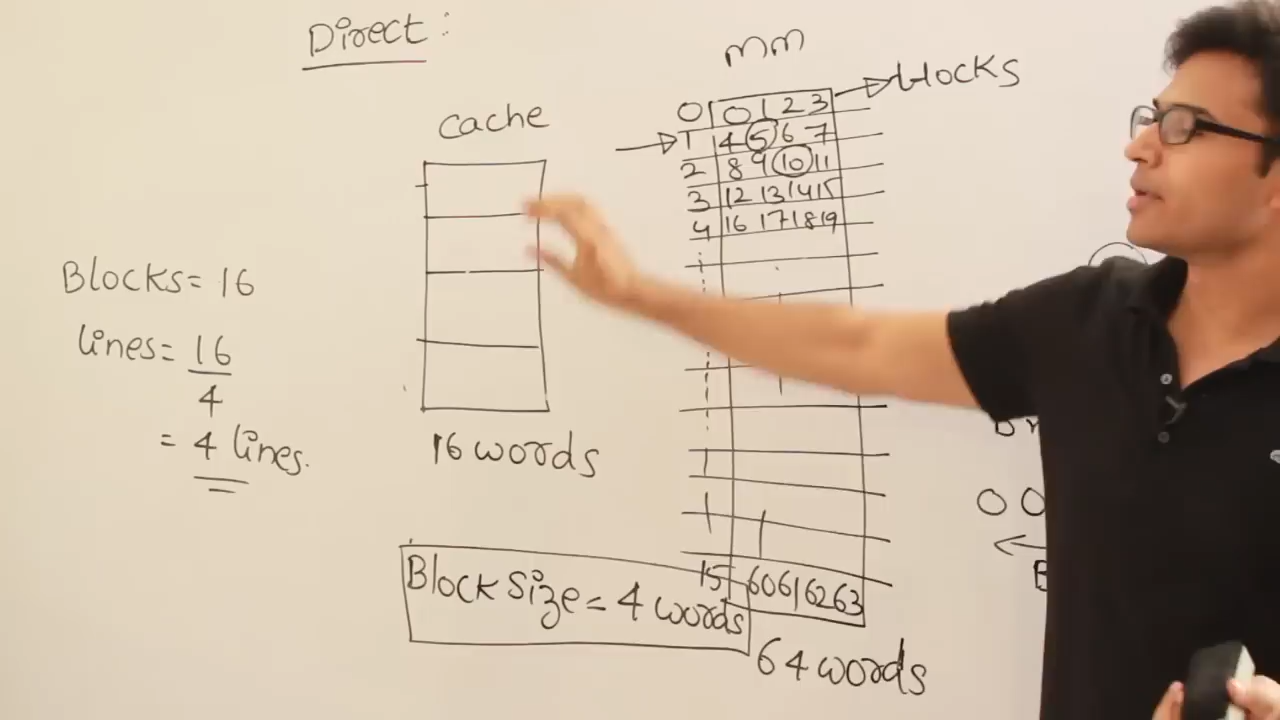 Direct:
mm
cache
blocks
0 0 1 2 3
1 4 5 6 7
2 8 9 10 11
3 12 13 14 15
4 16 17 18 19
Blocks = 16
lines = 16
4
= 4 lines.
16 words
15 60 61 62 63
Block Size = 4 words
64 words
0 0